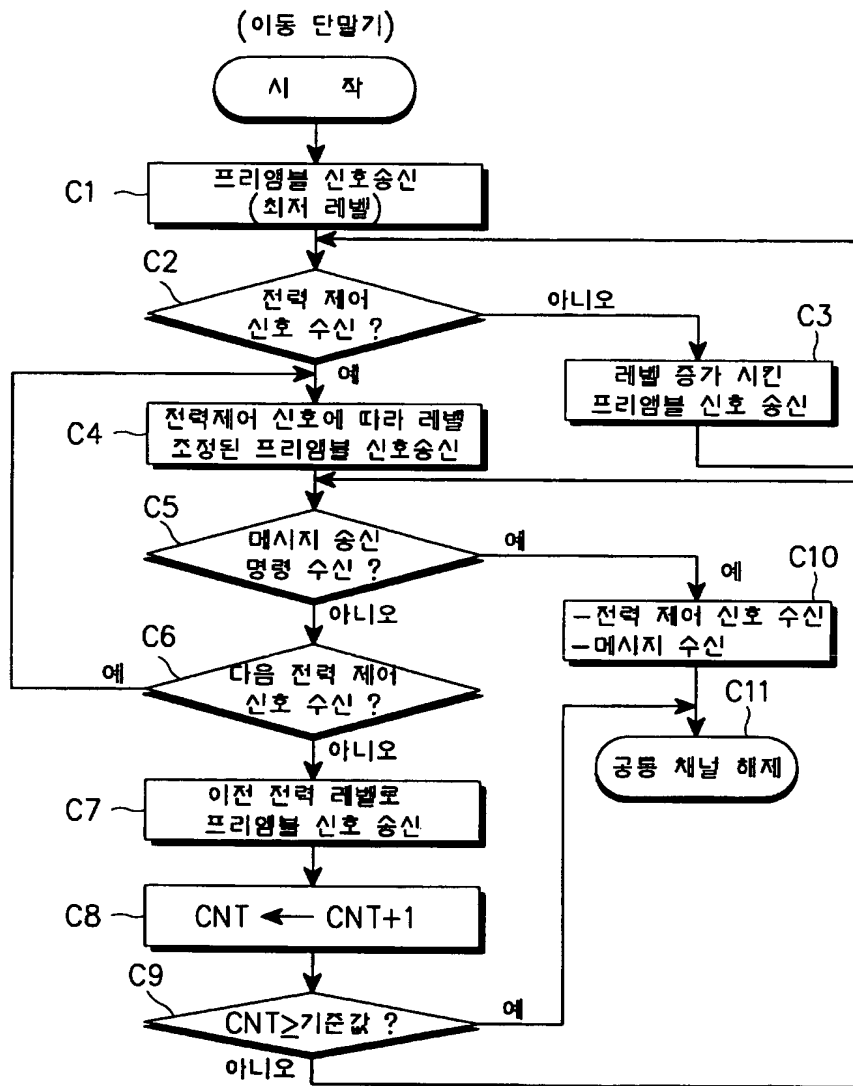 (이동 단말기)
시 작
C1
프리앰블 신호송신
(최저 레벨)
C2
전력 제어
신호 수신 ?
아니오
C3
레벨 증가 시킨
프리앰블 신호 송신
예
C4
전력제어 신호에 따라 레벨
조정된 프리앰블 신호송신
C5
메시지 송신
명령 수신 ?
예
예
C10
-전력 제어 신호 수신
-메시지 수신
아니오
C6
예
다음 전력 제어
신호 수신 ?
C11
공통 채널 해제
아니오
C7
이전 전력 레벨로
프리앰블 신호 송신
C8
CNT ← CNT+1
C9
CNT≥기준값 ?
예
아니오